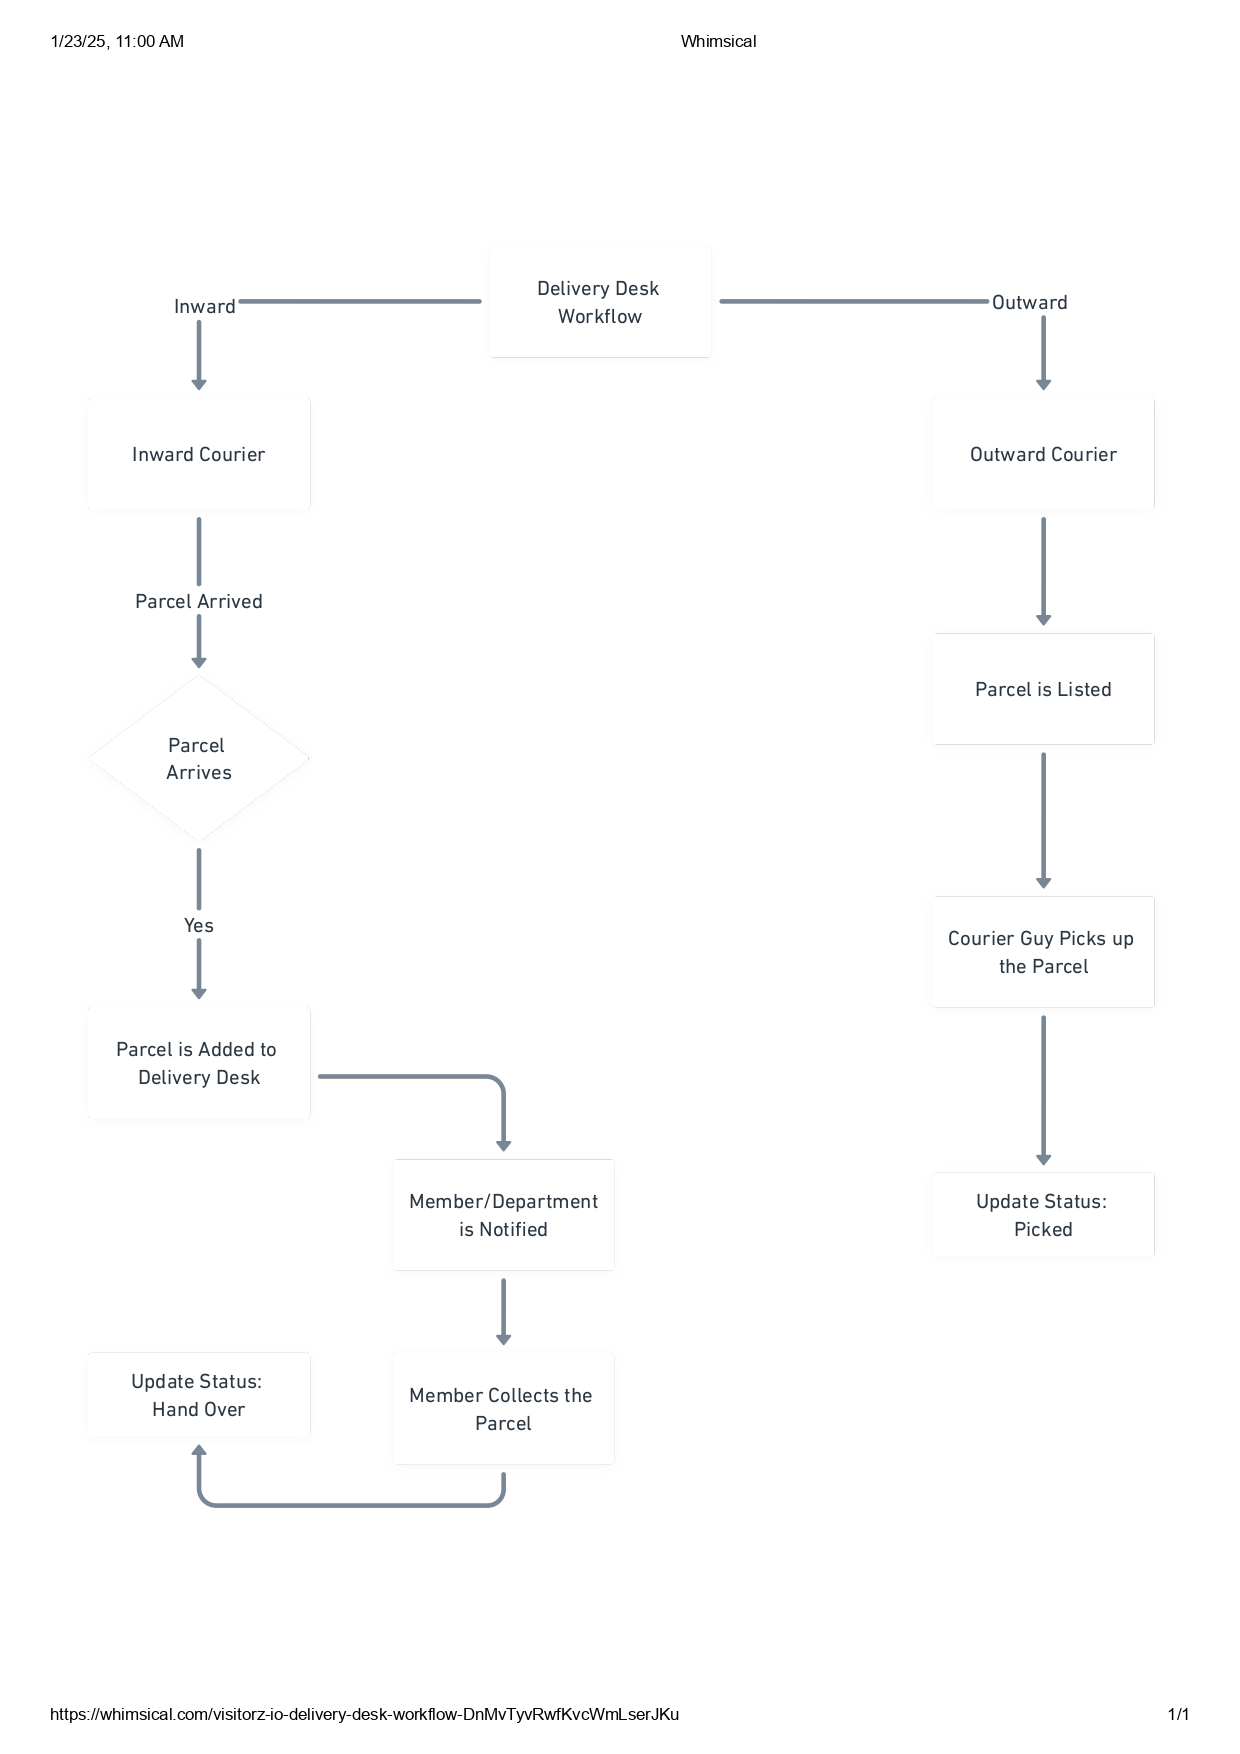 1/23/25, 11:00 AM
Whimsical
Delivery Desk
Workflow
Inward
Outward
Inward Courier
Outward Courier
Parcel Arrived
Parcel is Listed
Parcel
Arrives
Yes
Courier Guy Picks up
the Parcel
Parcel is Added to
Delivery Desk
Member/Department
is Notified
Update Status:
Picked
Update Status:
Hand Over
Member Collects the
Parcel
https://whimsical.com/visitorz-io-delivery-desk-workflow-DnMvTyvRwfKvcWmLserJKu
1/1